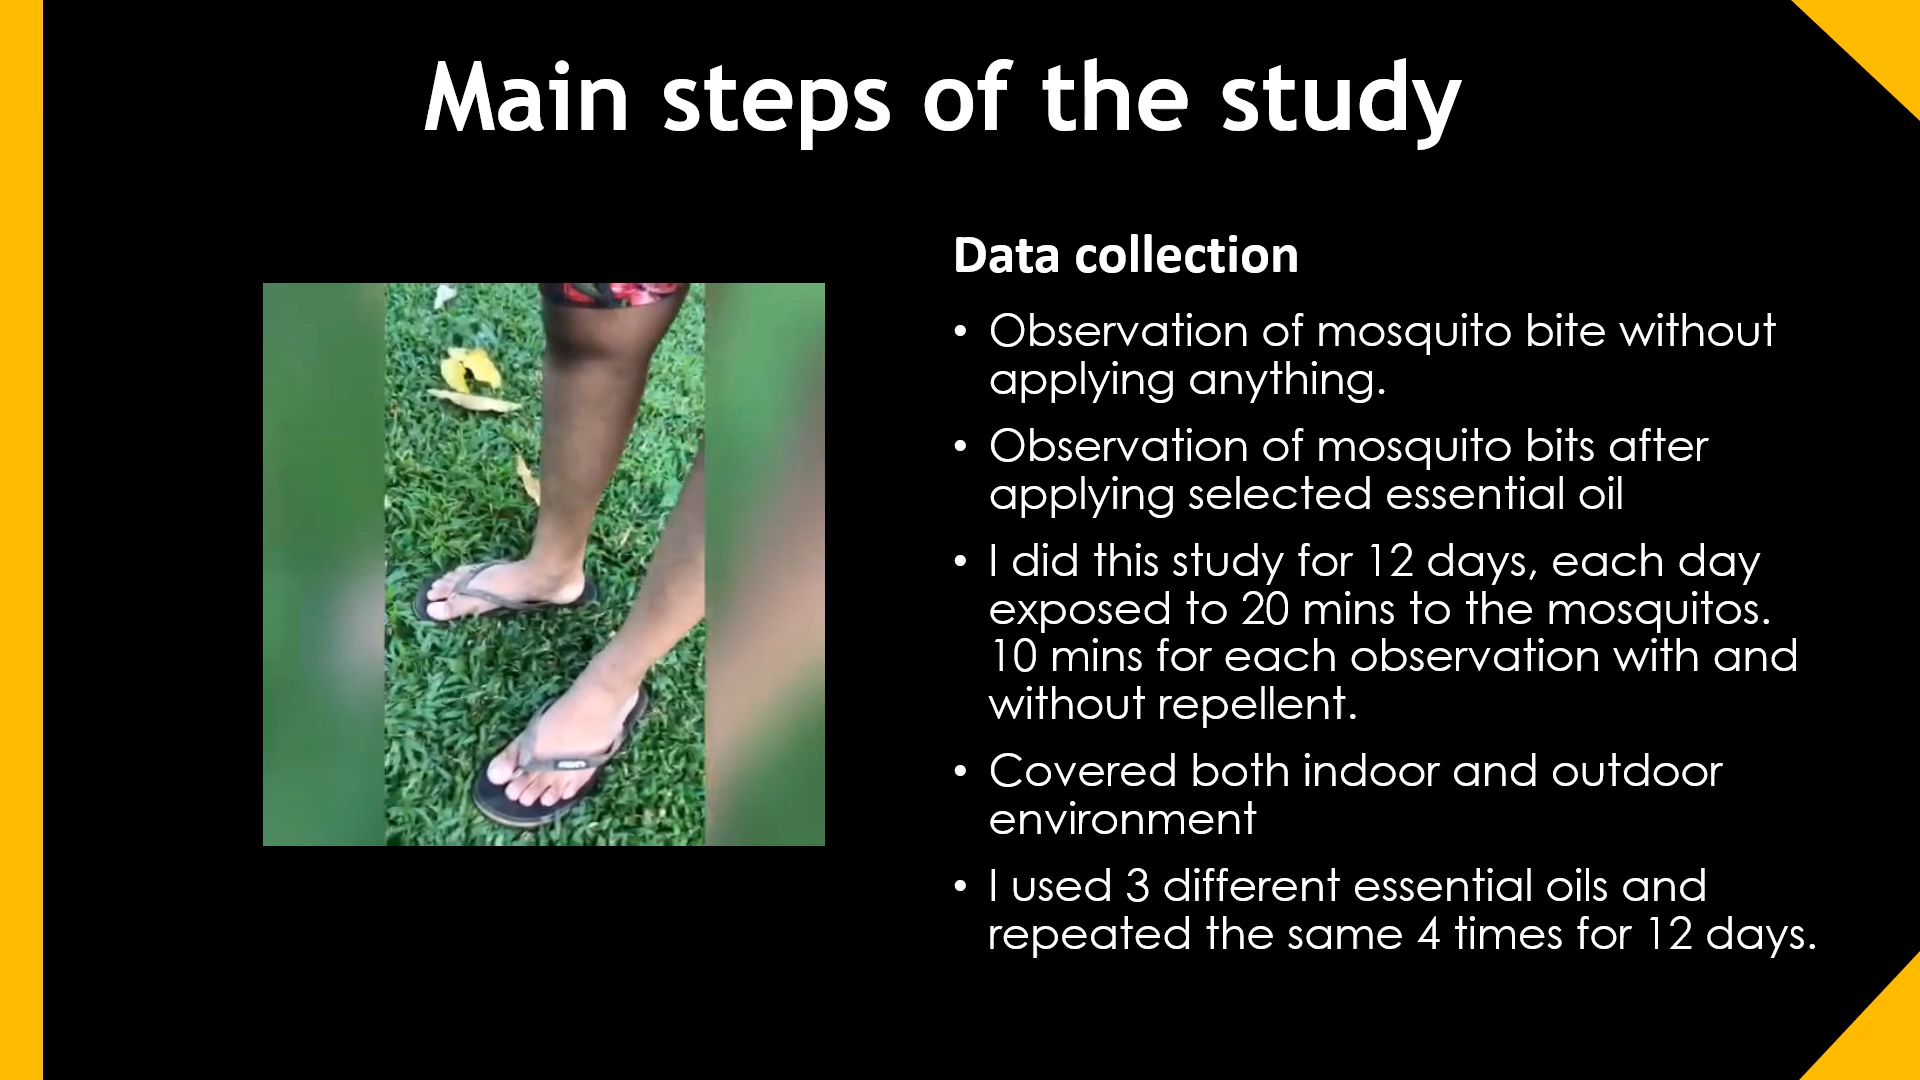 Main steps of the study
Data collection
• Observation of mosquito bite without
applying anything.
• Observation of mosquito bits after
applying selected essential oil
• I did this study for 12 days, each day
exposed to 20 mins to the mosquitos.
10 mins for each observation with and
without repellent.
• Covered both indoor and outdoor
environment
• I used 3 different essential oils and
repeated the same 4 times for 12 days.